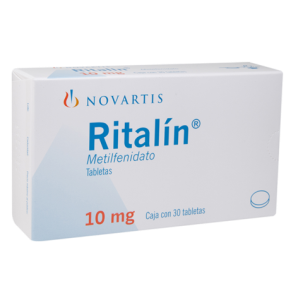 NOVARTIS
Ritalín®
Metilfenidato
Tabletas
10 mg
Caja con 30 tabletas